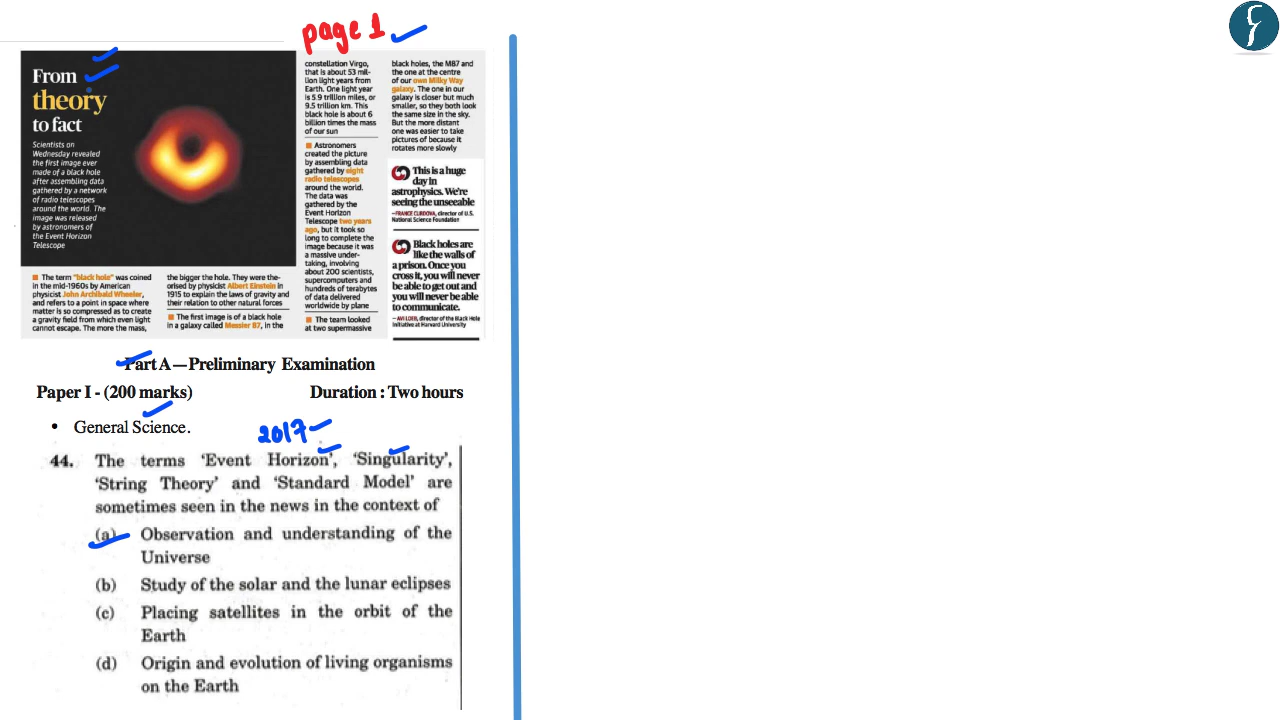 page 1
From
theory
to fact
Scientists on
Wednesday revealed
the first image ever
made of a black hole
after assembling data
gathered by a network
of radio telescopes
around the world. The
image was released
by astronomers of
the Event Horizon
Telescope
■ The term "black hole" was coined
in the mid-1960s by American
physicist John Archibald Wheeler,
and refers to a point in space where
matter is so compressed as to create
a gravity field from which even light
cannot escape. The more the mass,
the bigger the hole. They were the-
orised by physicist Albert Einstein in
1915 to explain the laws of gravity and
their relation to other natural forces
■ The first image is of a black hole
in a galaxy called Messier 87, in the
constellation Virgo,
that is about 53 mil-
lion light years from
Earth. One light year
is 5.9 trillion miles, or
9.5 trillion km. This
black hole is about 6
billion times the mass
of our sun
■ Astronomers
created the picture
by assembling data
gathered by eight
radio telescopes
around the world.
The data was
gathered by the
Event Horizon
Telescope two years
ago, but it took so
long to complete the
image because it was
a massive under-
taking, involving
about 200 scientists,
supercomputers and
hundreds of terabytes
of data delivered
worldwide by plane
■ The team looked
at two supermassive
black holes, the M87 and
the one at the centre
of our own Milky Way
galaxy. The one in our
galaxy is closer but much
smaller, so they both look
the same size in the sky.
But the more distant
one was easier to take
pictures of because it
rotates more slowly
This is a huge
day in
astrophysics. We're
seeing the unseeable
—FRANCE CORDOVA, director of U.S.
National Science Foundation
Black holes are
like the walls of
a prison. Once you
cross it, you will never
be able to get out and
you will never be able
to communicate.
— AVI LOEB, director of the Black Hole
Initiative at Harvard University
Part A—Preliminary Examination
Paper I - (200 marks) Duration : Two hours
• General Science.
2017
44. The terms 'Event Horizon', 'Singularity',
'String Theory' and 'Standard Model' are
sometimes seen in the news in the context of
(a) Observation and understanding of the
Universe
(b) Study of the solar and the lunar eclipses
(c) Placing satellites in the orbit of the
Earth
(d) Origin and evolution of living organisms
on the Earth